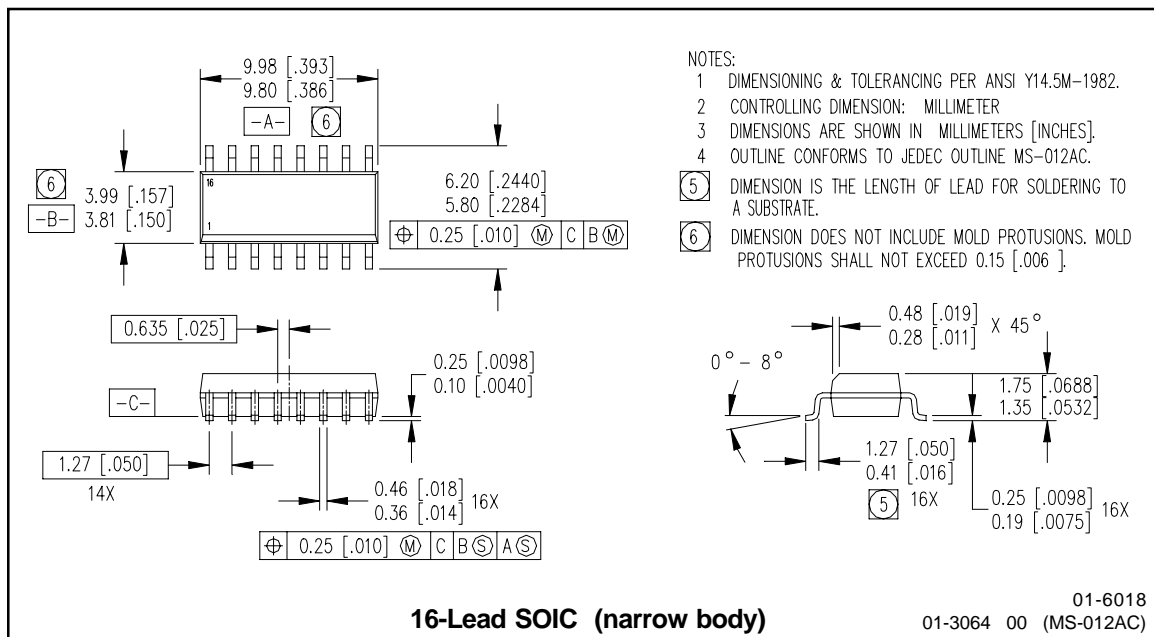 9.98 [.393]
9.80 [.386]
-A- 6
6
3.99 [.157]
-B- 3.81 [.150]
16
1
6.20 [.2440]
5.80 [.2284]
⌖ 0.25 [.010] Ⓜ C B Ⓜ
NOTES:
1 DIMENSIONING & TOLERANCING PER ANSI Y14.5M-1982.
2 CONTROLLING DIMENSION: MILLIMETER
3 DIMENSIONS ARE SHOWN IN MILLIMETERS [INCHES].
4 OUTLINE CONFORMS TO JEDEC OUTLINE MS-012AC.
5 DIMENSION IS THE LENGTH OF LEAD FOR SOLDERING TO
A SUBSTRATE.
6 DIMENSION DOES NOT INCLUDE MOLD PROTUSIONS. MOLD
PROTUSIONS SHALL NOT EXCEED 0.15 [.006 ].
0.635 [.025]
0.25 [.0098]
0.10 [.0040]
-C-
1.27 [.050]
14X
0.46 [.018]
0.36 [.014] 16X
⌖ 0.25 [.010] Ⓜ C B Ⓢ A Ⓢ
0.48 [.019]
0.28 [.011] X 45°
0°- 8°
1.75 [.0688]
1.35 [.0532]
1.27 [.050]
0.41 [.016]
5 16X
0.25 [.0098]
0.19 [.0075] 16X
16-Lead SOIC (narrow body)
01-6018
01-3064 00 (MS-012AC)